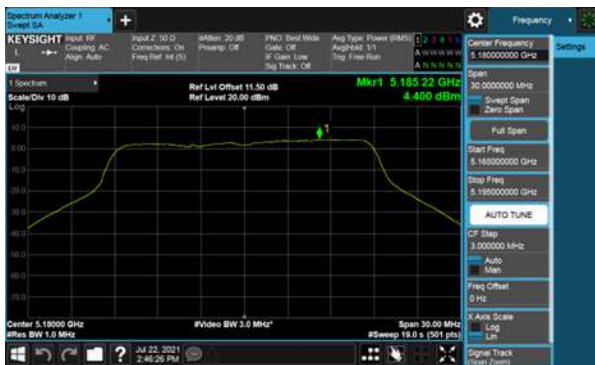 Spectrum Analyzer 1
Swept SA
Frequency
KEYSIGHT
Input: RF
Coupling: AC
Align: Auto
Input Z: 50 Ω
Corrections: On
Freq Ref: Int (S)
#Atten: 20 dB
Preamp: Off
PNO: Best Wide
Gate: Off
IF Gain: Low
Sig Track: Off
Avg Type: Power (RMS)
Avg|Hold: 1/1
Trig: Free Run
1 2 3 4 5 6
A W W W W W
A N N N N N
1 Spectrum
Scale/Div 10 dB
Log
Ref Lvl Offset 11.50 dB
Ref Level 20.00 dBm
Mkr1 5.185 22 GHz
4.400 dBm
1
10.0
0.00
-10.0
-20.0
-30.0
-40.0
-50.0
-60.0
-70.0
Center 5.18000 GHz
#Res BW 1.0 MHz
#Video BW 3.0 MHz*
Span 30.00 MHz
#Sweep 19.0 s (501 pts)
Jul 22, 2021
2:46:26 PM
Center Frequency
5.180000000 GHz
Settings
Span
30.0000000 MHz
Swept Span
Zero Span
Full Span
Start Freq
5.165000000 GHz
Stop Freq
5.195000000 GHz
AUTO TUNE
CF Step
3.000000 MHz
Auto
Man
Freq Offset
0 Hz
X Axis Scale
Log
Lin
Signal Track
(Span Zoom)